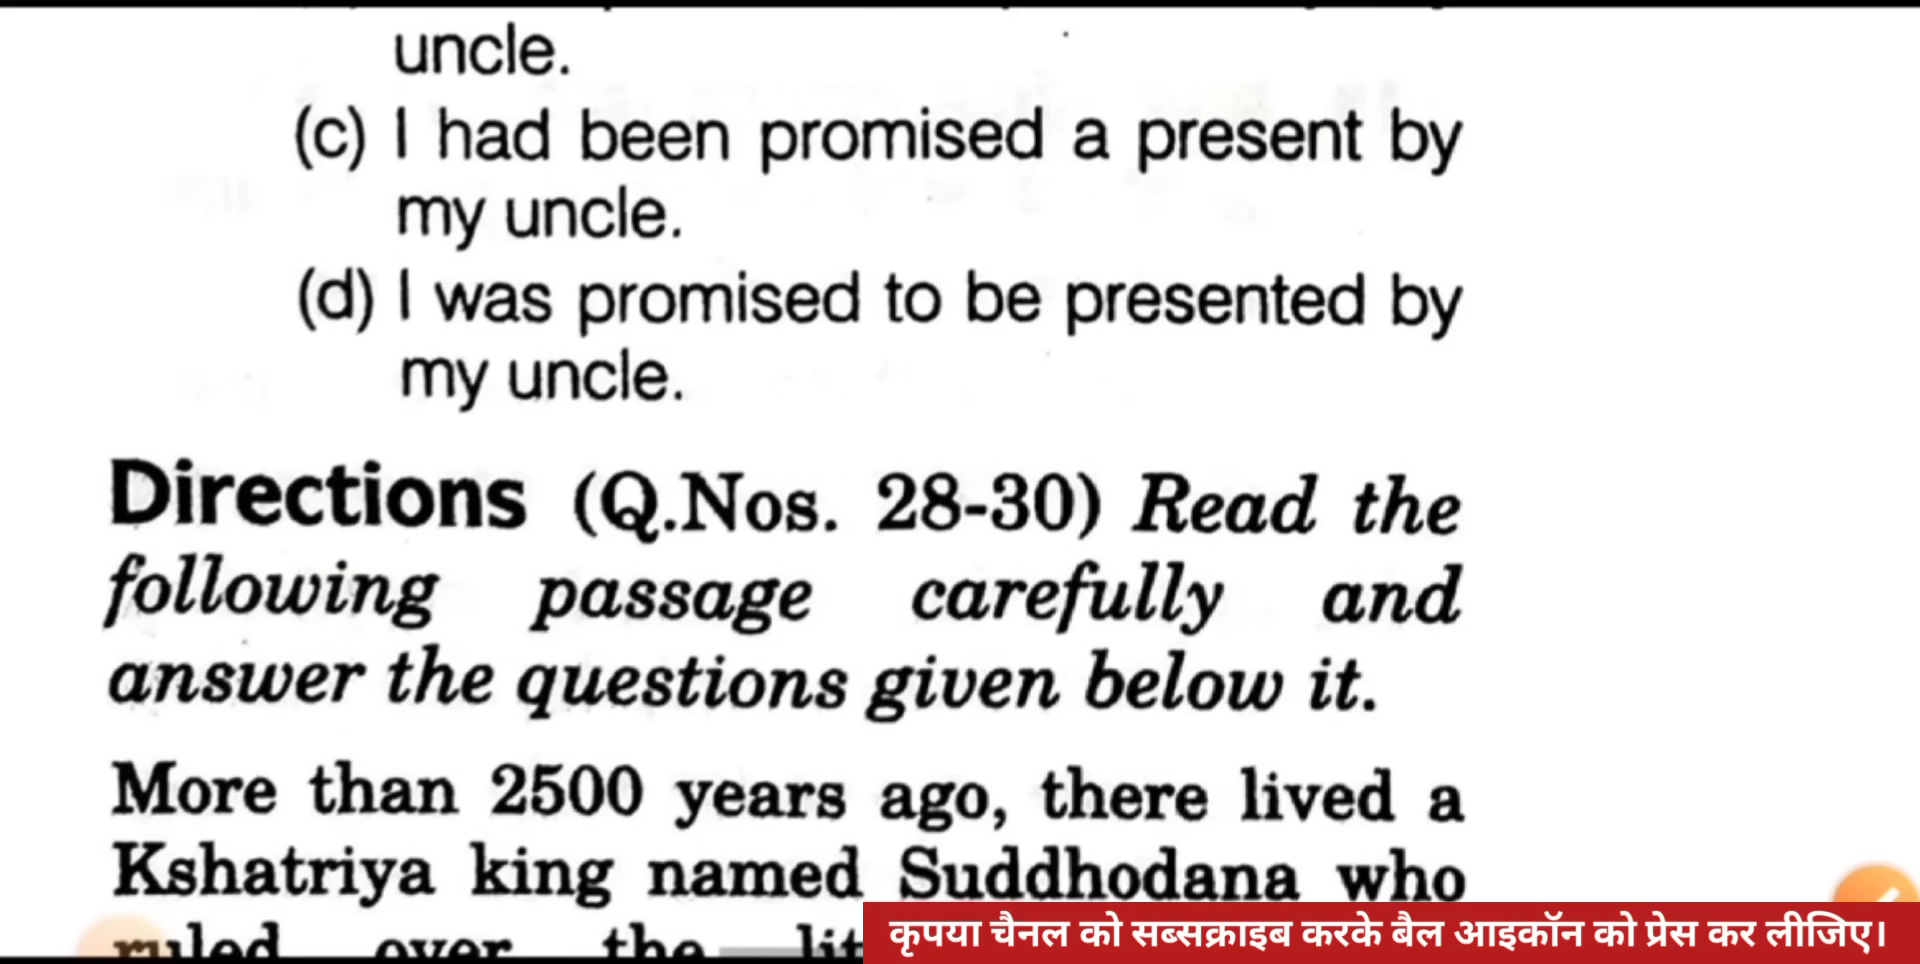 uncle.
(c) I had been promised a present by
my uncle.
(d) I was promised to be presented by
my uncle.
Directions (Q.Nos. 28-30) Read the
following passage carefully and
answer the questions given below it.
More than 2500 years ago, there lived a
Kshatriya king named Suddhodana who
ruled over the
कृपया चैनल को सब्सक्राइब करके बैल आइकॉन को प्रेस कर लीजिए।